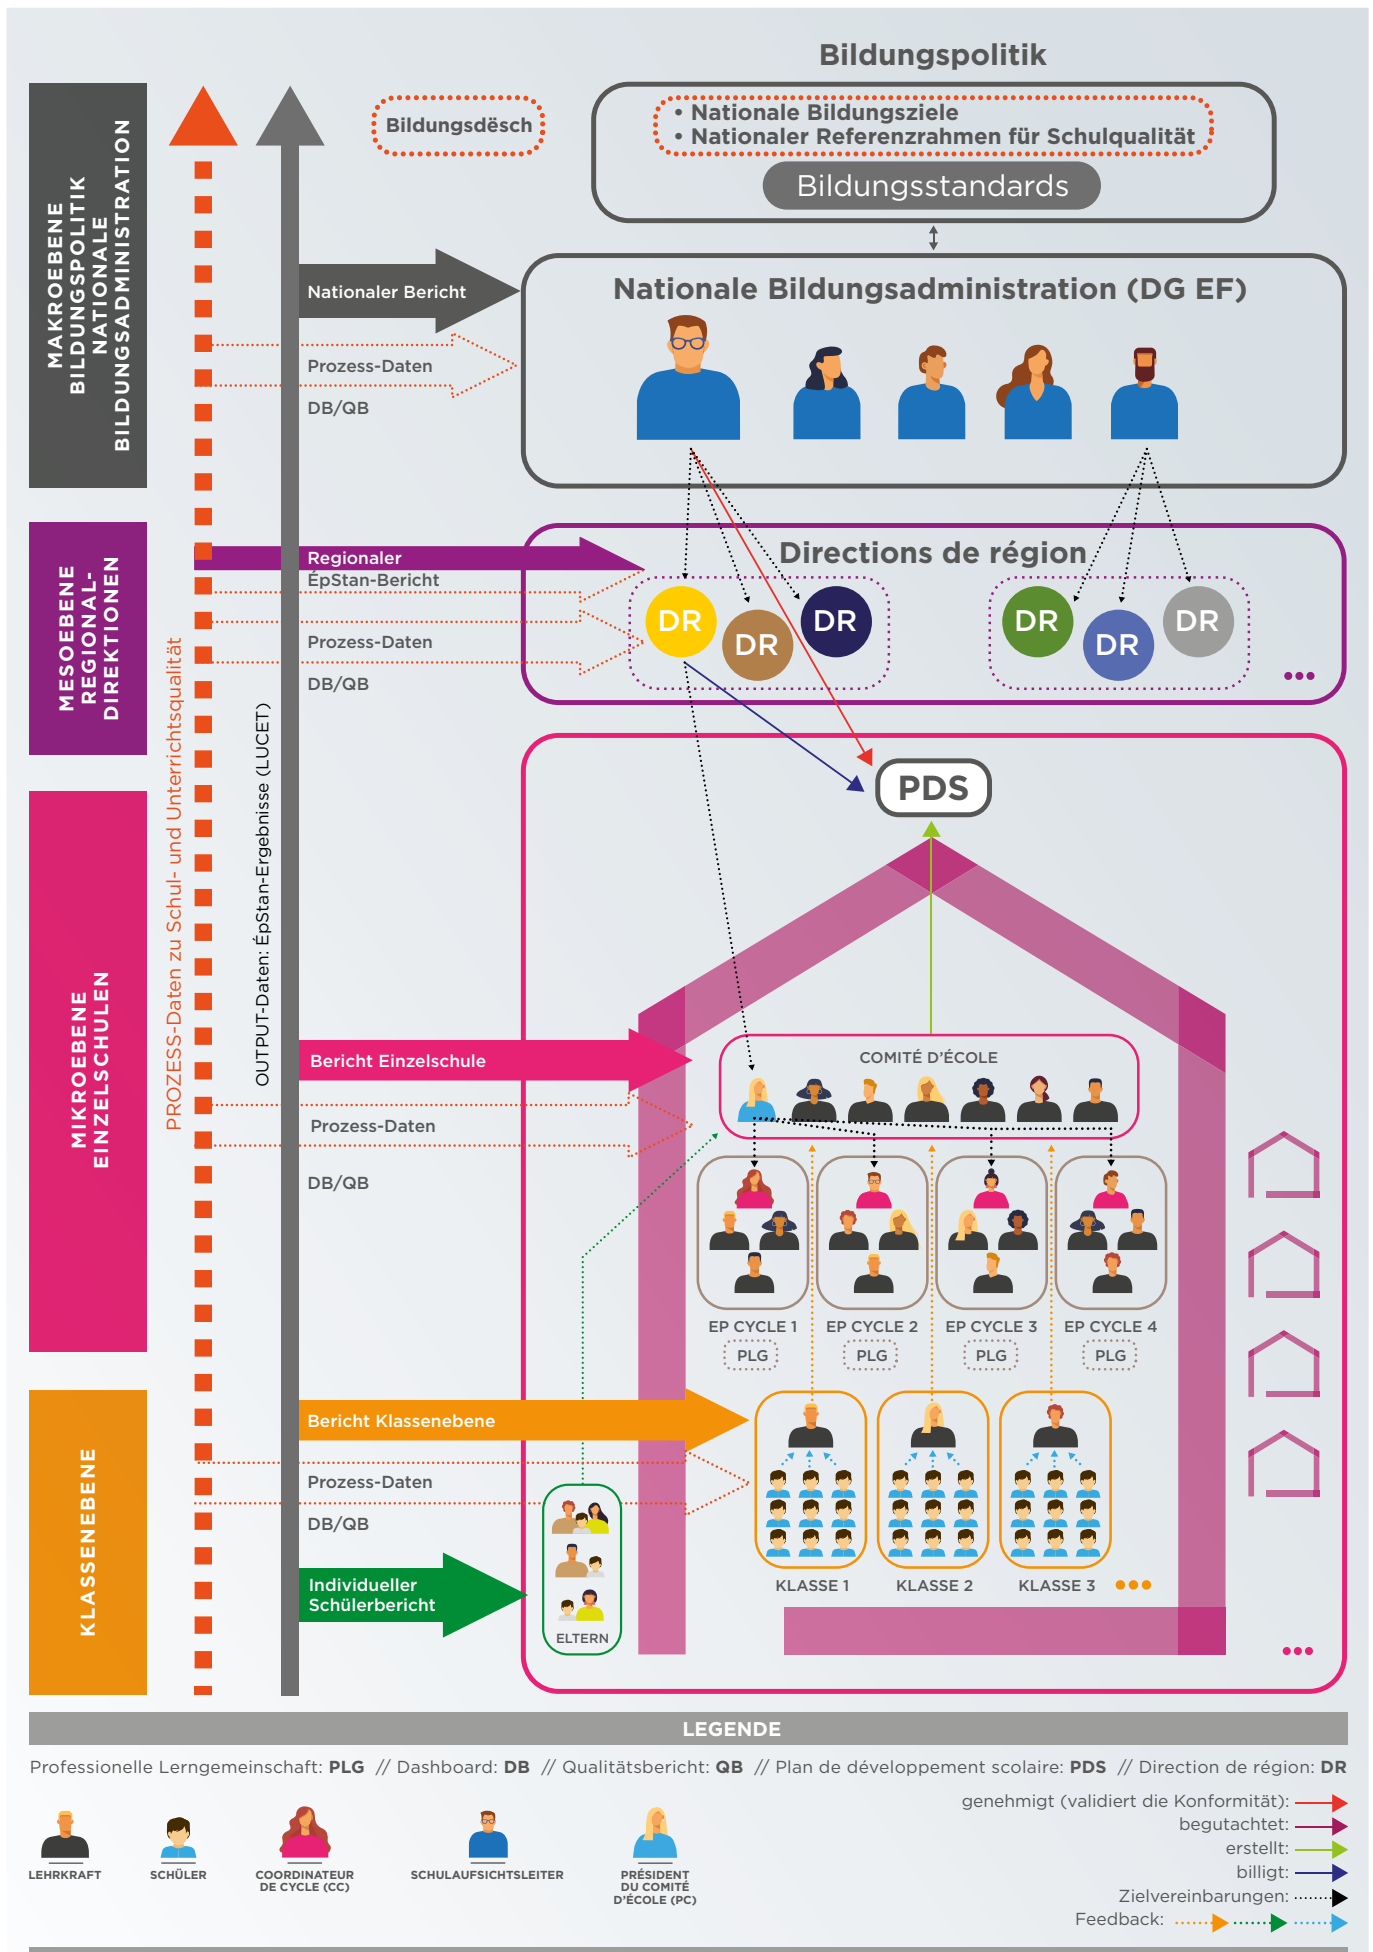 Bildungspolitik
Bildungsdësch
• Nationale Bildungsziele
• Nationaler Referenzrahmen für Schulqualität
Bildungsstandards
MAKROEBENE
BILDUNGSPOLITIK
NATIONALE
BILDUNGSADMINISTRATION
Nationaler Bericht
Nationale Bildungsadministration (DG EF)
Prozess-Daten
DB/QB
MESOEBENE
REGIONAL-
DIREKTIONEN
Regionaler
ÉpStan-Bericht
Directions de région
DR
DR
DR
DR
DR
DR
Prozess-Daten
DB/QB
PROZESS-Daten zu Schul- und Unterrichtsqualität
OUTPUT-Daten: ÉpStan-Ergebnisse (LUCET)
PDS
MIKROEBENE
EINZELSCHULEN
Bericht Einzelschule
COMITÉ D'ÉCOLE
Prozess-Daten
DB/QB
EP CYCLE 1
EP CYCLE 2
EP CYCLE 3
EP CYCLE 4
PLG
PLG
PLG
PLG
KLASSENEBENE
Bericht Klassenebene
Prozess-Daten
DB/QB
Individueller
Schülerbericht
ELTERN
KLASSE 1
KLASSE 2
KLASSE 3
LEGENDE
Professionelle Lerngemeinschaft: PLG // Dashboard: DB // Qualitätsbericht: QB // Plan de développement scolaire: PDS // Direction de région: DR
LEHRKRAFT
SCHÜLER
COORDINATEUR
DE CYCLE (CC)
SCHULAUFSICHTSLEITER
PRÉSIDENT
DU COMITÉ
D'ÉCOLE (PC)
genehmigt (validiert die Konformität):
begutachtet:
erstellt:
billigt:
Zielvereinbarungen:
Feedback: